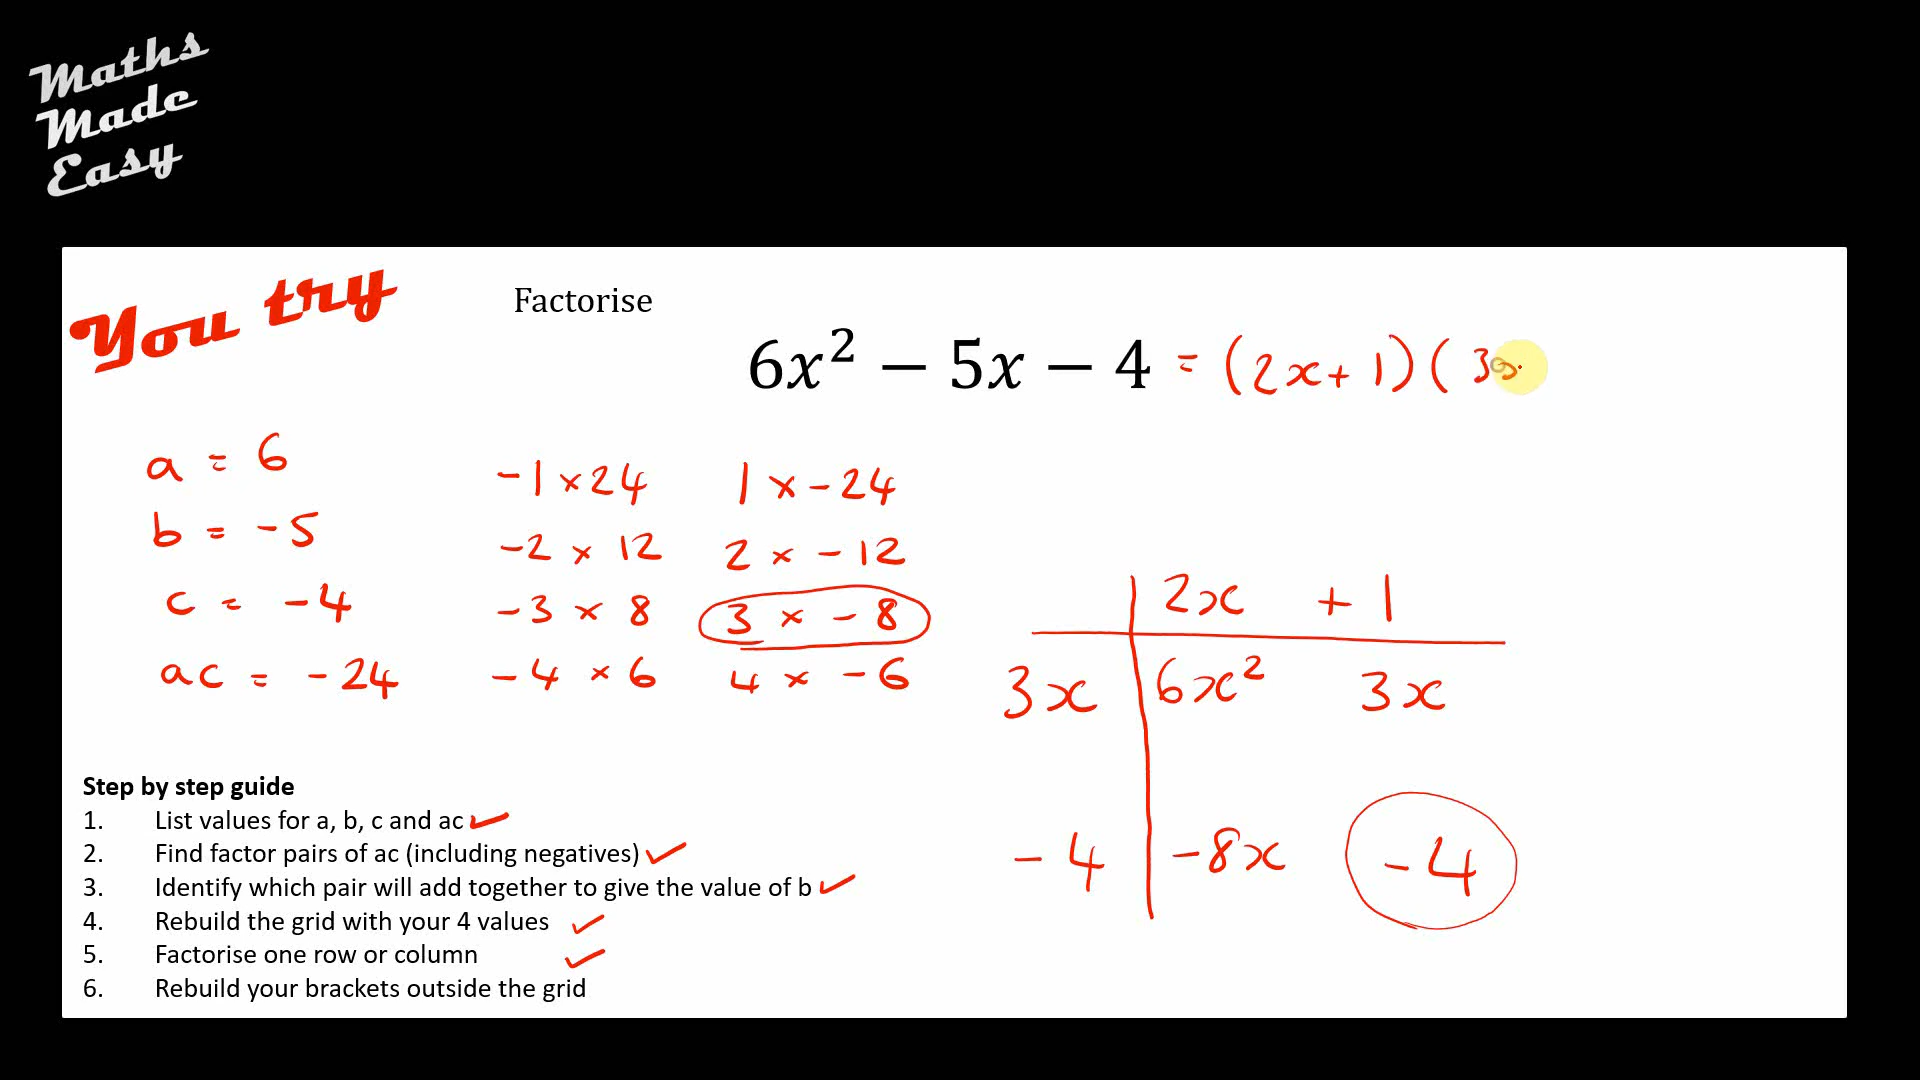 Maths
Made
Easy
You try
Factorise
6x² − 5x − 4 = (2x + 1)(3x
a = 6
b = -5
c = -4
ac = -24
-1 × 24
-2 × 12
-3 × 8
-4 × 6
1 × -24
2 × -12
3 × -8
4 × -6
2x + 1
3x 6x² 3x
-4 -8x -4
Step by step guide
1. List values for a, b, c and ac
2. Find factor pairs of ac (including negatives)
3. Identify which pair will add together to give the value of b
4. Rebuild the grid with your 4 values
5. Factorise one row or column
6. Rebuild your brackets outside the grid